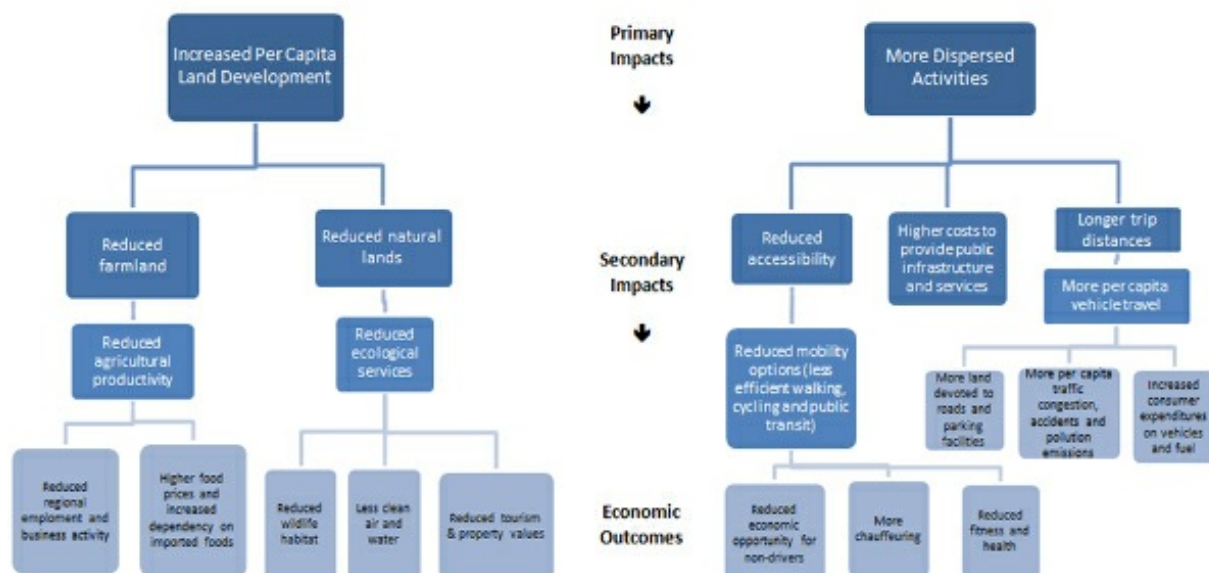 Increased Per Capita
Land Development
Primary
Impacts
More Dispersed
Activities
Reduced
farmland
Reduced natural
lands
Secondary
Impacts
Reduced
accessibility
Higher costs to
provide public
infrastructure
and services
Longer trip
distances
More per capita
vehicle travel
Reduced
agricultural
productivity
Reduced
ecological
services
Reduced mobility
options (less
efficient walking,
cycling and public
transit)
More land
devoted to
roads and
parking
facilities
More per capita
traffic
congestion,
accidents and
pollution
emissions
Increased
consumer
expenditures
on vehicles
and fuel
Reduced
regional
emploment and
business activity
Higher food
prices and
increased
dependency on
imported foods
Reduced
wildlife
habitat
Less clean
air and
water
Reduced tourism
& property values
Economic
Outcomes
Reduced
economic
opportunity for
non-drivers
More
chauffeuring
Reduced
fitness and
health